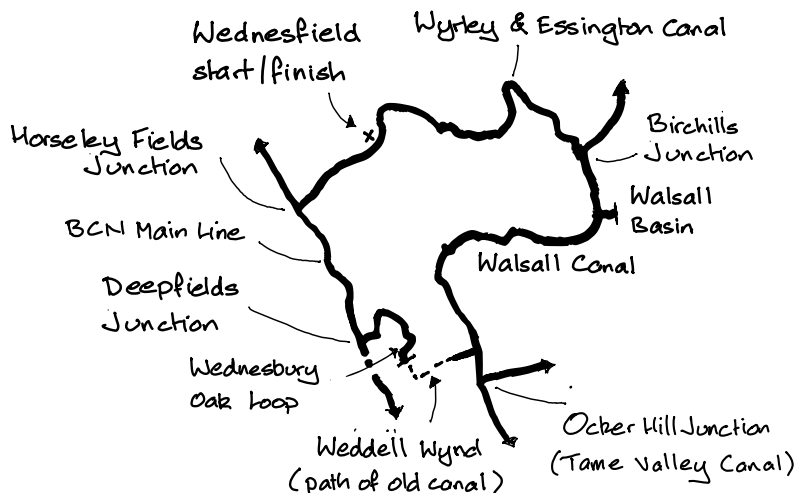 Wyrley & Essington Canal
Wednesfield
start/finish
Horseley Fields
Junction
Birchills
Junction
Walsall
Basin
BCN Main Line
Walsall Canal
Deepfields
Junction
Wednesbury
Oak Loop
Weddell Wynd
(path of old canal)
Ocker Hill Junction
(Tame Valley Canal)